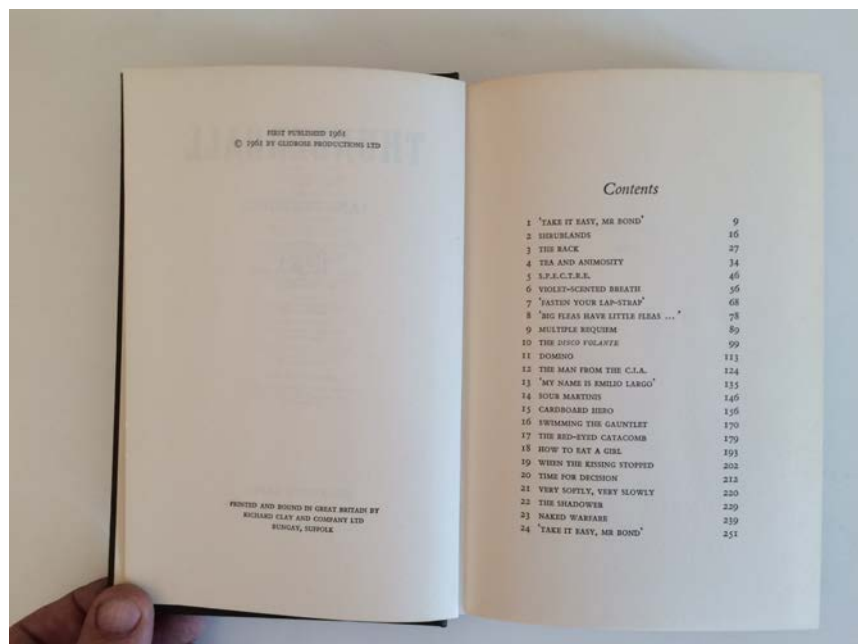 FIRST PUBLISHED 1961
© 1961 BY GLIDROSE PRODUCTIONS LTD
PRINTED AND BOUND IN GREAT BRITAIN BY
RICHARD CLAY AND COMPANY LTD
BUNGAY, SUFFOLK
Contents
1 'TAKE IT EASY, MR BOND' 9
2 SHRUBLANDS 16
3 THE RACK 27
4 TEA AND ANIMOSITY 34
5 S.P.E.C.T.R.E. 46
6 VIOLET-SCENTED BREATH 56
7 'FASTEN YOUR LAP-STRAP' 68
8 'BIG FLEAS HAVE LITTLE FLEAS ...' 78
9 MULTIPLE REQUIEM 89
10 THE DISCO VOLANTE 99
11 DOMINO 113
12 THE MAN FROM THE C.I.A. 124
13 'MY NAME IS EMILIO LARGO' 135
14 SOUR MARTINIS 146
15 CARDBOARD HERO 156
16 SWIMMING THE GAUNTLET 170
17 THE RED-EYED CATACOMB 179
18 HOW TO EAT A GIRL 193
19 WHEN THE KISSING STOPPED 202
20 TIME FOR DECISION 212
21 VERY SOFTLY, VERY SLOWLY 220
22 THE SHADOWER 229
23 NAKED WARFARE 239
24 'TAKE IT EASY, MR BOND' 251